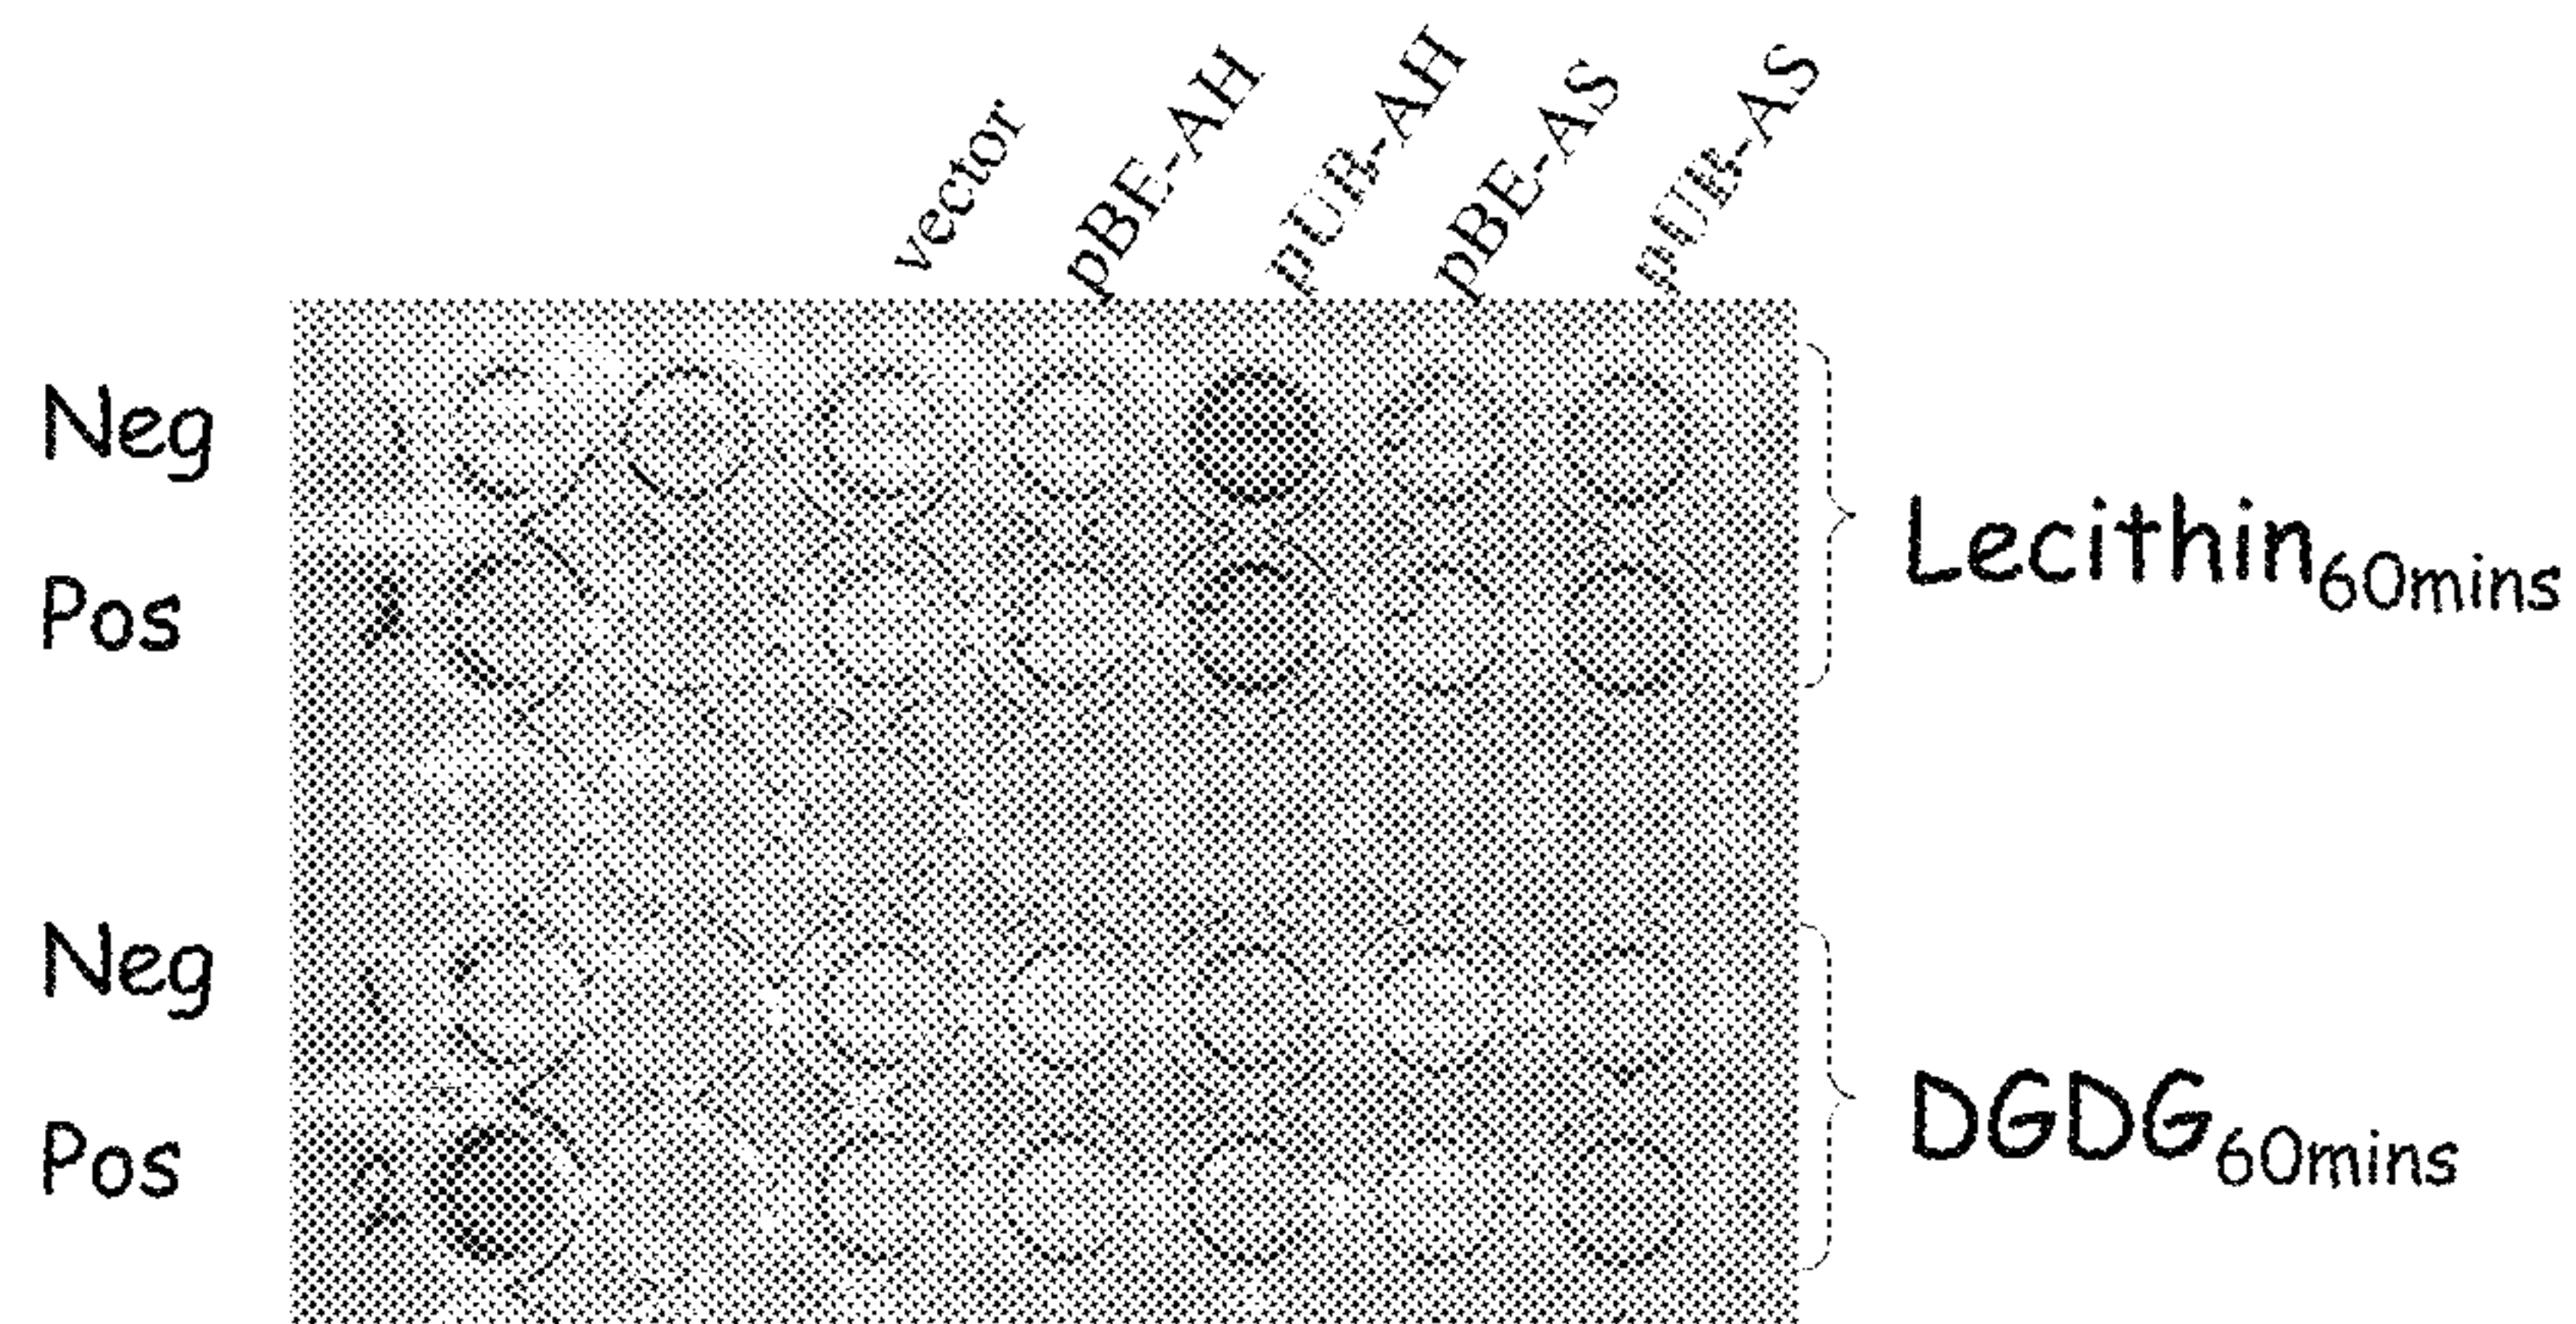 vector pBE-AH pUB-AH pBE-AS pUB-AS
Neg
Pos
Lecithin60mins
Neg
Pos
DGDG60mins